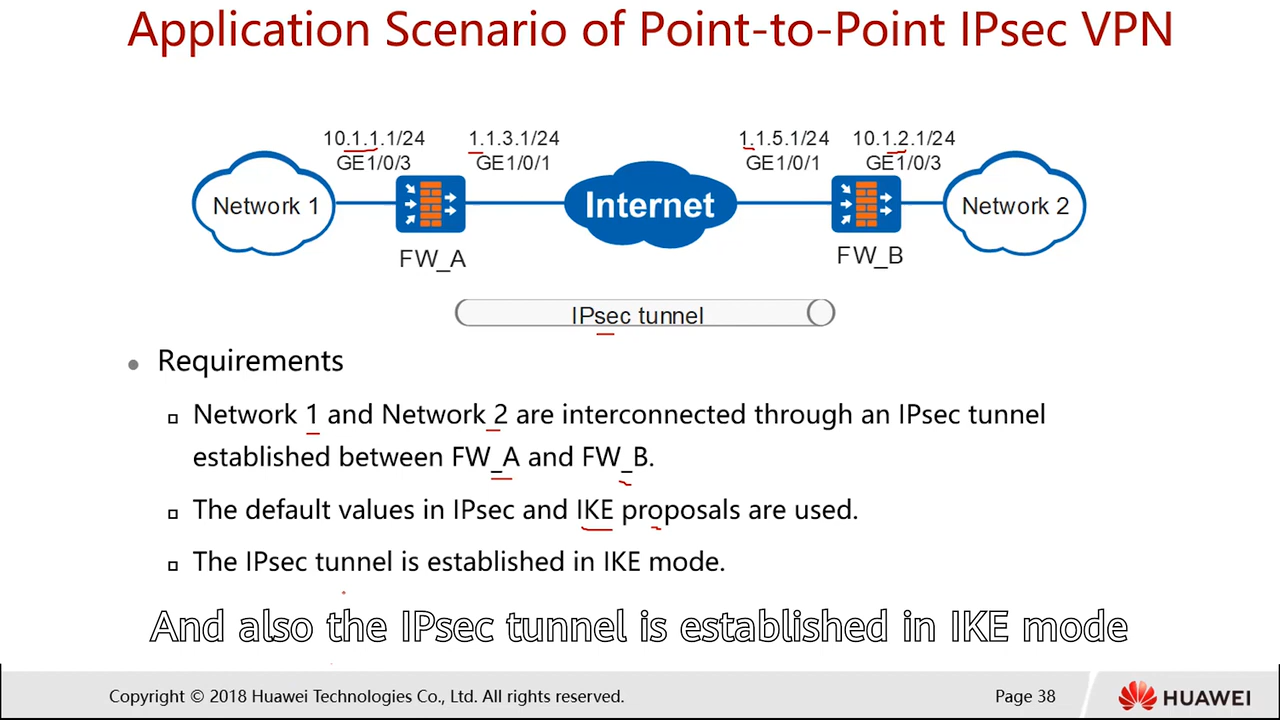 Application Scenario of Point-to-Point IPsec VPN
10.1.1.1/24 1.1.3.1/24 1.1.5.1/24 10.1.2.1/24
GE1/0/3 GE1/0/1 GE1/0/1 GE1/0/3
Network 1 Internet Network 2
FW_A FW_B
IPsec tunnel
• Requirements
▫ Network 1 and Network 2 are interconnected through an IPsec tunnel
established between FW_A and FW_B.
▫ The default values in IPsec and IKE proposals are used.
▫ The IPsec tunnel is established in IKE mode.
And also the IPsec tunnel is established in IKE mode
Copyright © 2018 Huawei Technologies Co., Ltd. All rights reserved. Page 38 HUAWEI